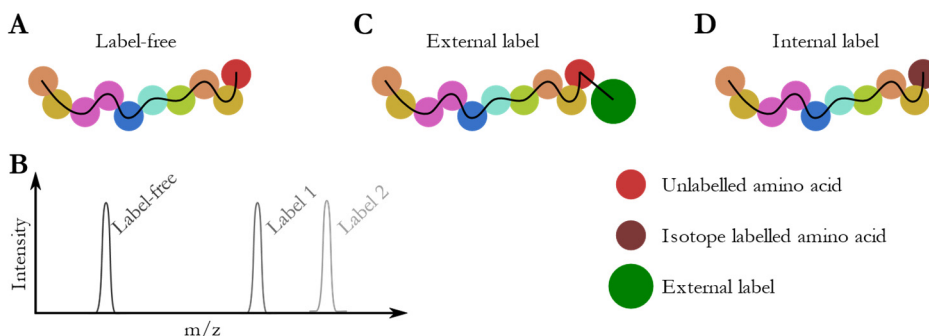 A
Label-free
C
External label
D
Internal label
B
Intensity
Label-free
Label 1
Label 2
m/z
Unlabelled amino acid
Isotope labelled amino acid
External label